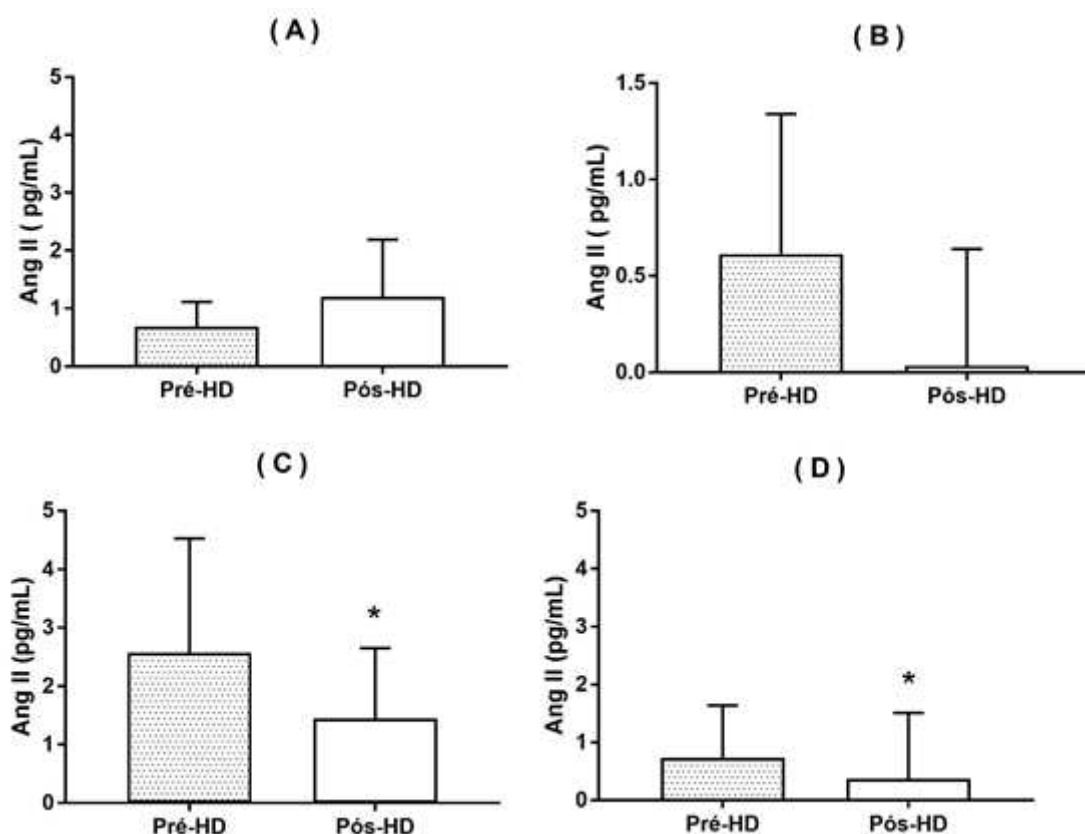 ( A )
5
4
3
2
1
0
Ang II ( pg/mL)
Pré-HD
Pós-HD
( B )
1.5
1.0
0.5
0.0
Ang II ( pg/mL)
Pré-HD
Pós-HD
( C )
5
4
3
2
1
0
Ang II (pg/mL)
*
Pré-HD
Pós-HD
( D )
5
4
3
2
1
0
Ang II (pg/mL)
*
Pré-HD
Pós-HD